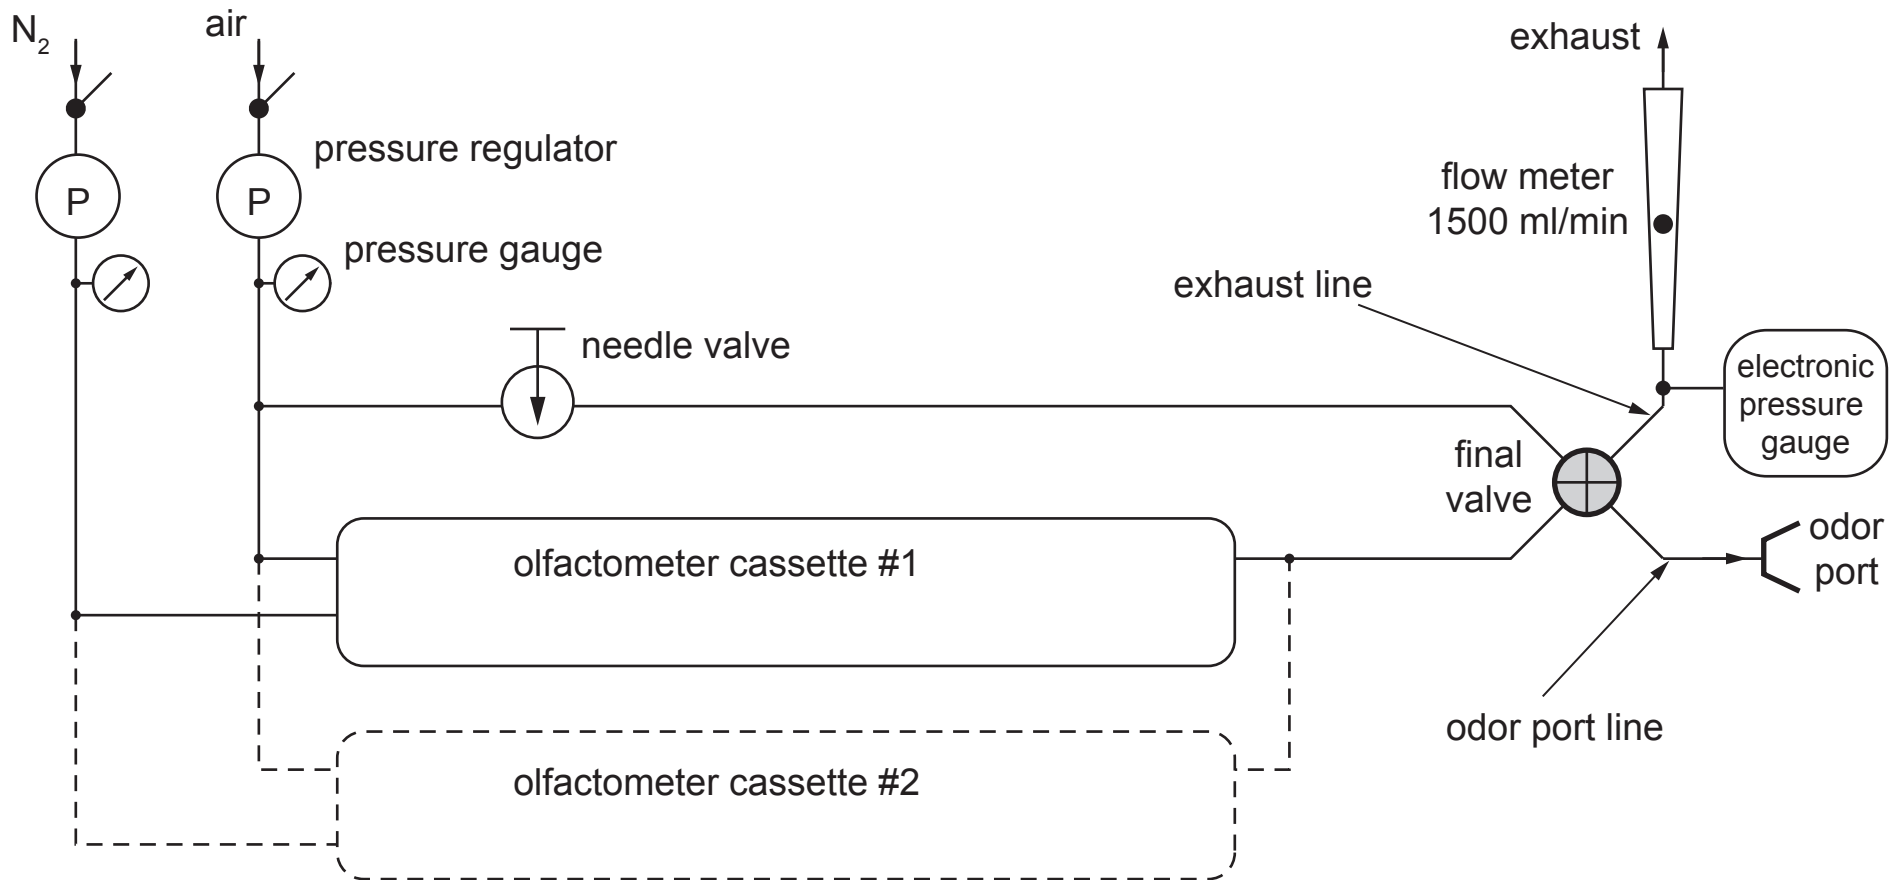 N2
air
exhaust
P
P
pressure regulator
flow meter
1500 ml/min
pressure gauge
exhaust line
needle valve
electronic
pressure
gauge
final
valve
olfactometer cassette #1
odor
port
odor port line
olfactometer cassette #2